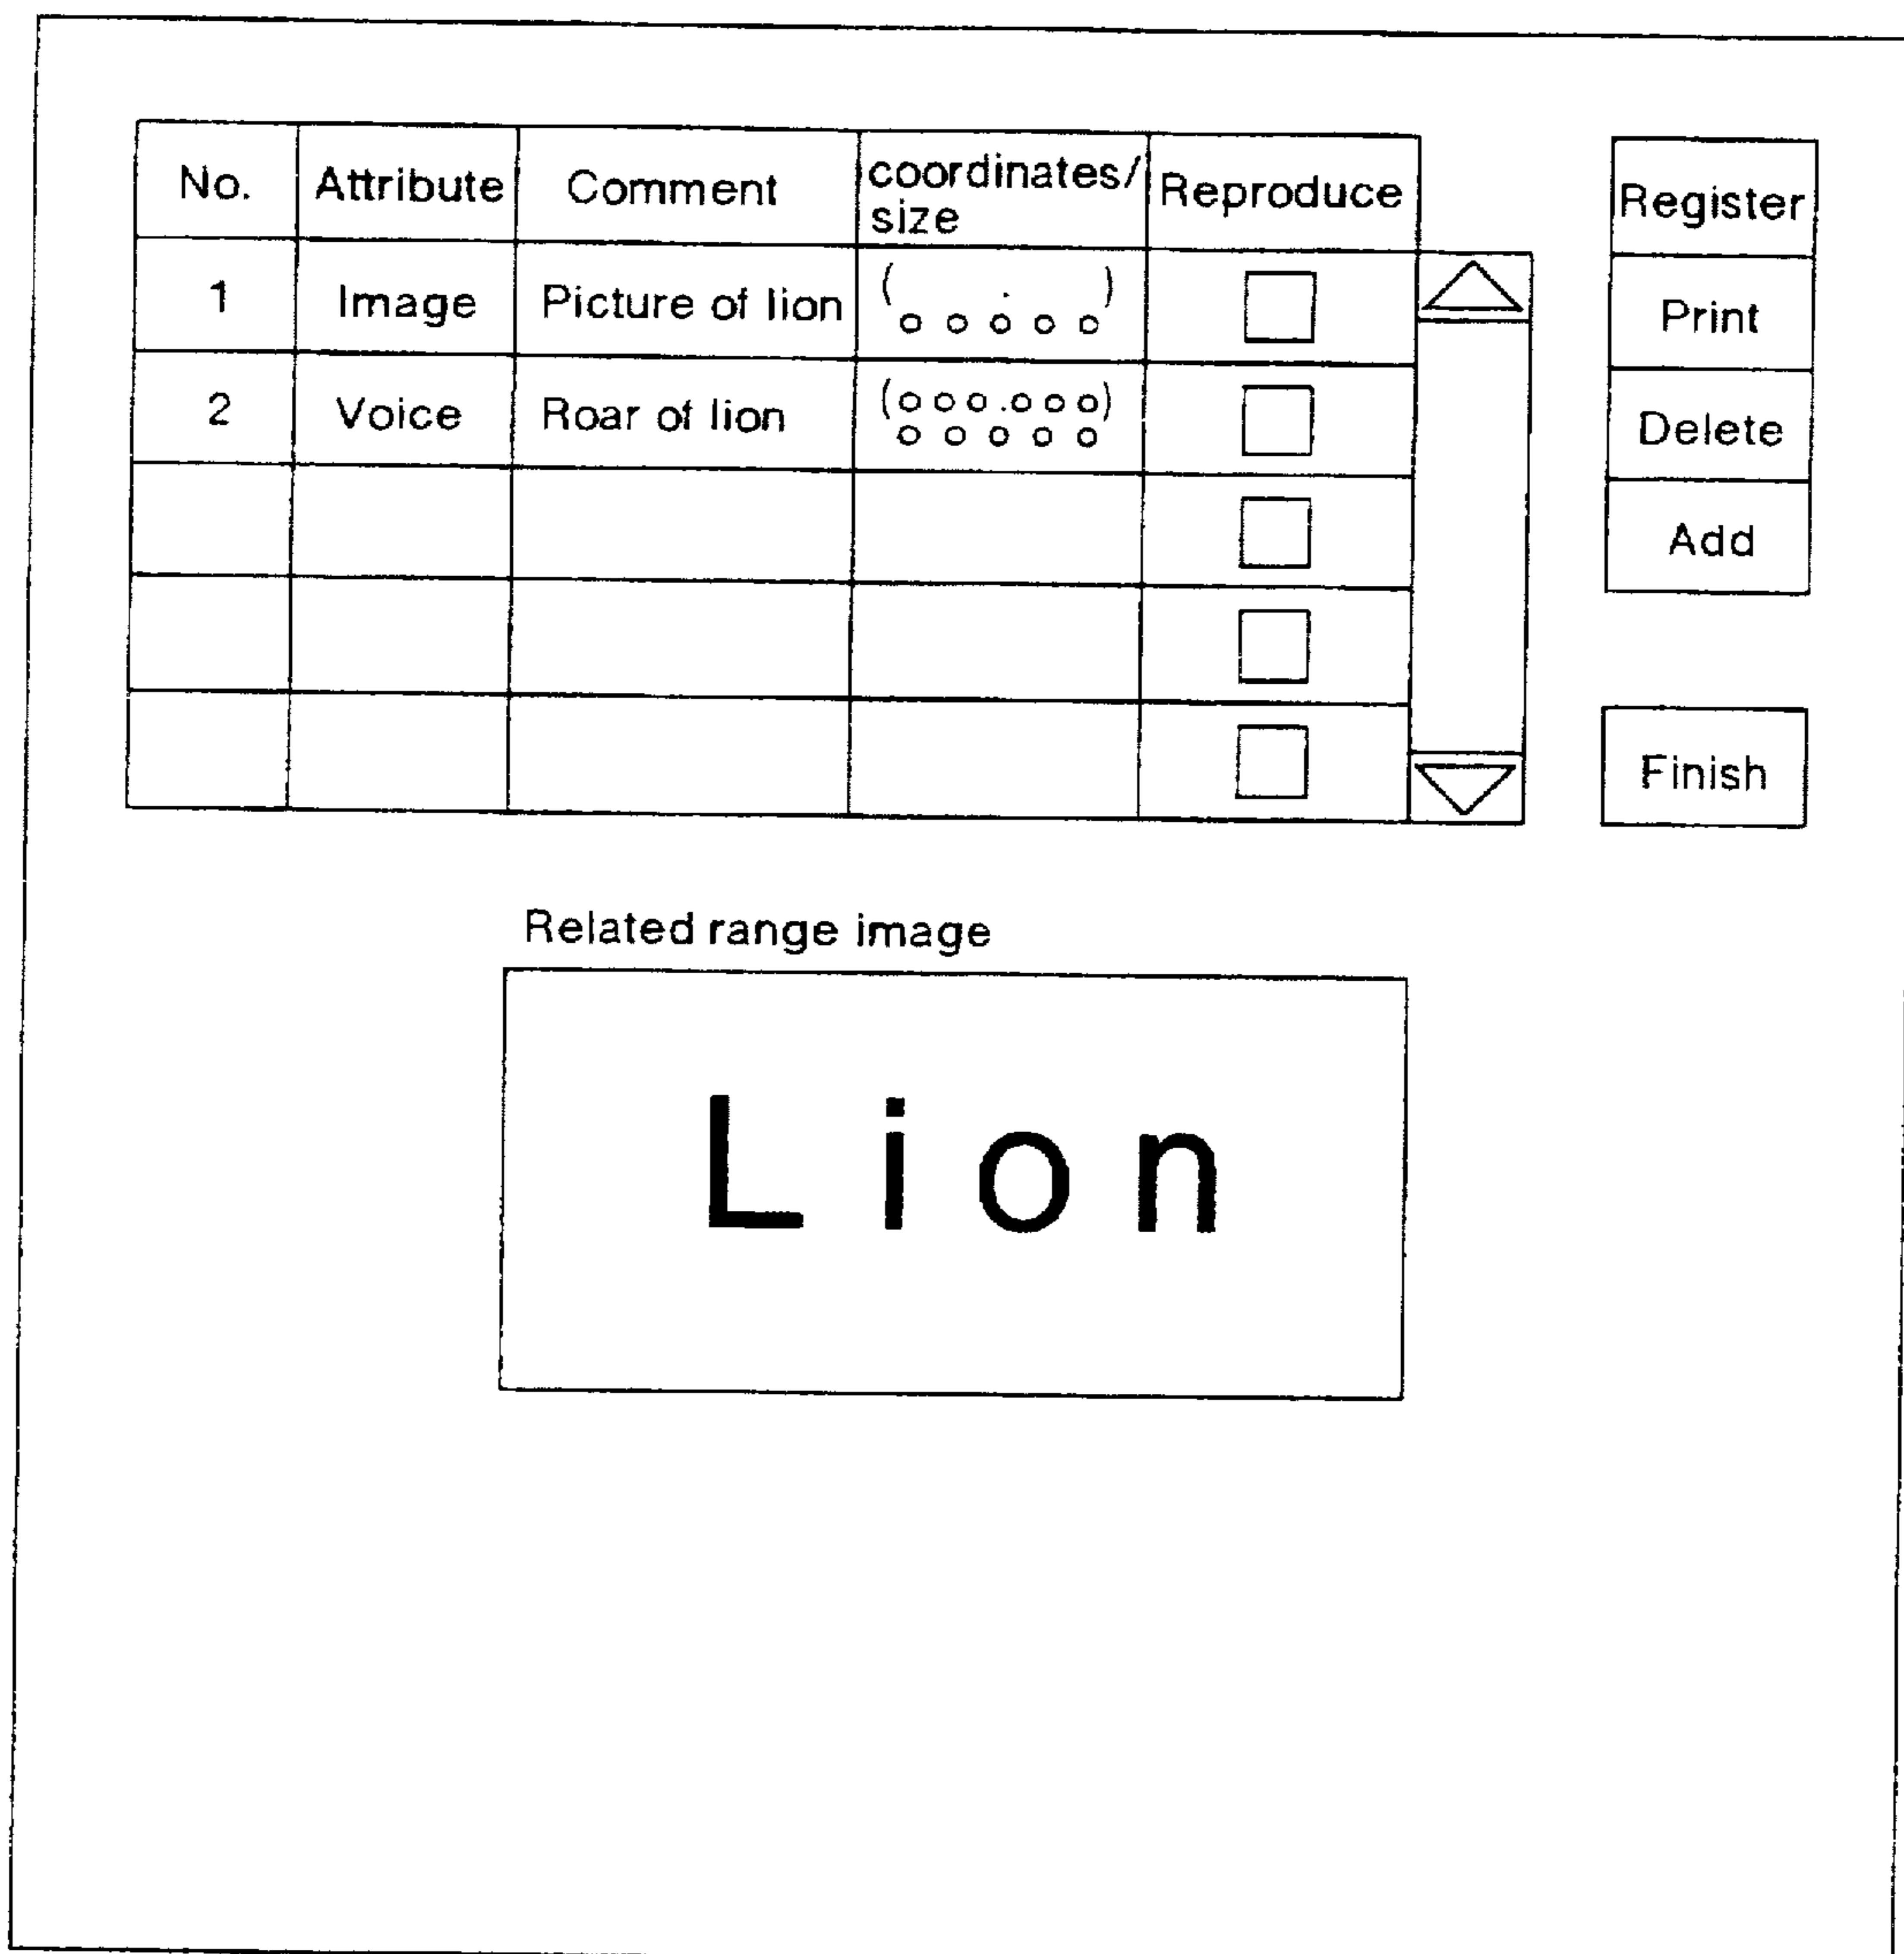 No. Attribute Comment coordinates/ size Reproduce
1 Image Picture of lion ( . ) o o o o o
2 Voice Roar of lion (o o o . o o o) o o o o o
Register
Print
Delete
Add
Finish
Related range image
Lion